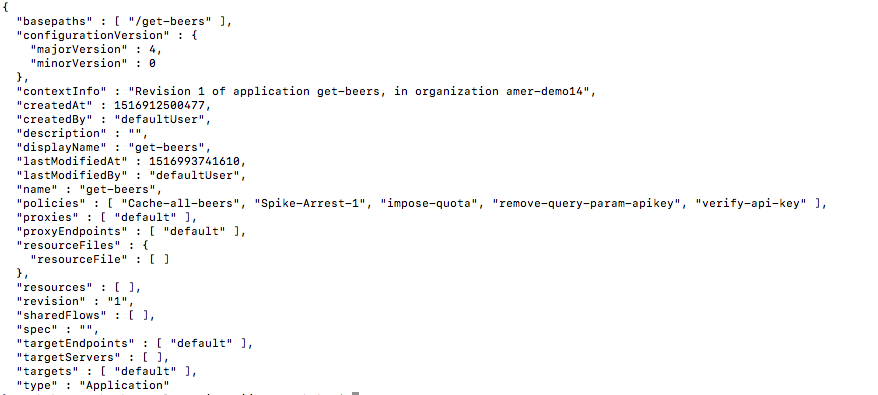 {
  "basepaths" : [ "/get-beers" ],
  "configurationVersion" : {
    "majorVersion" : 4,
    "minorVersion" : 0
  },
  "contextInfo" : "Revision 1 of application get-beers, in organization amer-demo14",
  "createdAt" : 1516912500477,
  "createdBy" : "defaultUser",
  "description" : "",
  "displayName" : "get-beers",
  "lastModifiedAt" : 1516993741610,
  "lastModifiedBy" : "defaultUser",
  "name" : "get-beers",
  "policies" : [ "Cache-all-beers", "Spike-Arrest-1", "impose-quota", "remove-query-param-apikey", "verify-api-key" ],
  "proxies" : [ "default" ],
  "proxyEndpoints" : [ "default" ],
  "resourceFiles" : {
    "resourceFile" : [ ]
  },
  "resources" : [ ],
  "revision" : "1",
  "sharedFlows" : [ ],
  "spec" : "",
  "targetEndpoints" : [ "default" ],
  "targetServers" : [ ],
  "targets" : [ "default" ],
  "type" : "Application"